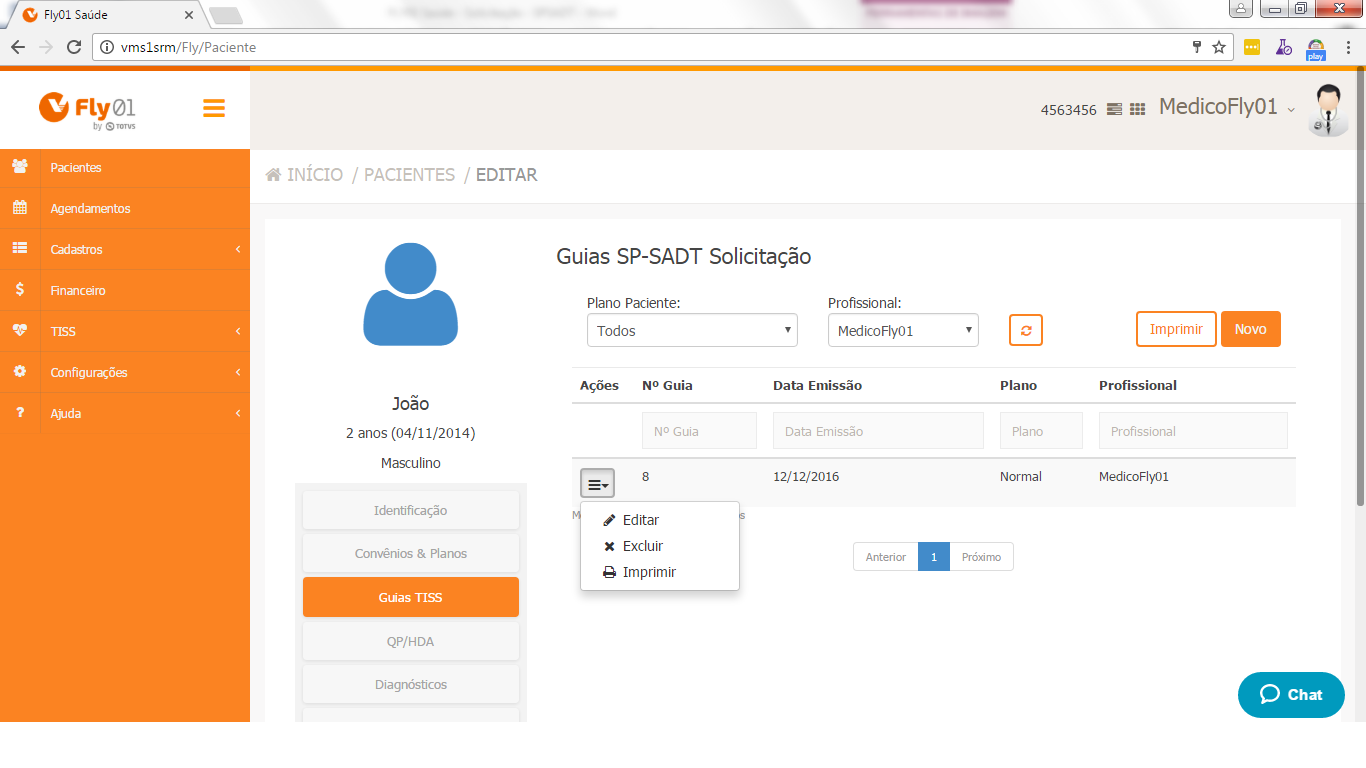 Fly01 Saúde
vms1srm/Fly/Paciente
play
Fly01
by TOTVS
4563456
MedicoFly01
Pacientes
Agendamentos
Cadastros
Financeiro
TISS
Configurações
Ajuda
INÍCIO / PACIENTES / EDITAR
João
2 anos (04/11/2014)
Masculino
Identificação
Convênios & Planos
Guias TISS
QP/HDA
Diagnósticos
Guias SP-SADT Solicitação
Plano Paciente: Profissional:
Todos MedicoFly01 Imprimir Novo
Ações Nº Guia Data Emissão Plano Profissional
Nº Guia Data Emissão Plano Profissional
8 12/12/2016 Normal MedicoFly01
Editar
Excluir
Imprimir
Anterior 1 Próximo
Chat